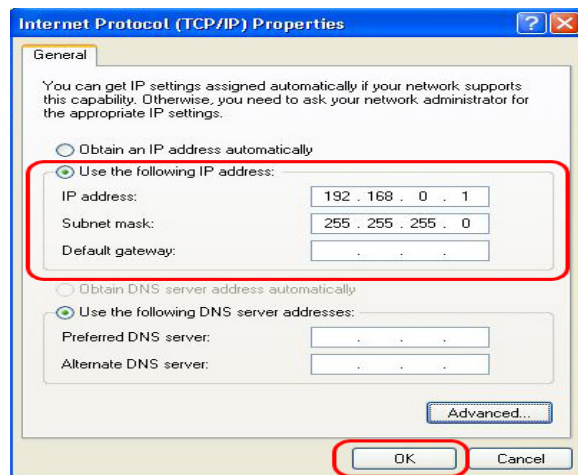 Internet Protocol (TCP/IP) Properties
General
You can get IP settings assigned automatically if your network supports
this capability. Otherwise, you need to ask your network administrator for
the appropriate IP settings.
Obtain an IP address automatically
Use the following IP address:
IP address: 192 . 168 . 0 . 1
Subnet mask: 255 . 255 . 255 . 0
Default gateway: . . .
Obtain DNS server address automatically
Use the following DNS server addresses:
Preferred DNS server: . . .
Alternate DNS server: . . .
Advanced...
OK Cancel